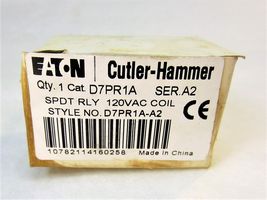 EATON Cutler-Hammer
Qty. 1 Cat. D7PR1A SER.A2
SPDT RLY 120VAC COIL
STYLE NO. D7PR1A-A2
CE
10782114160258 Made in China